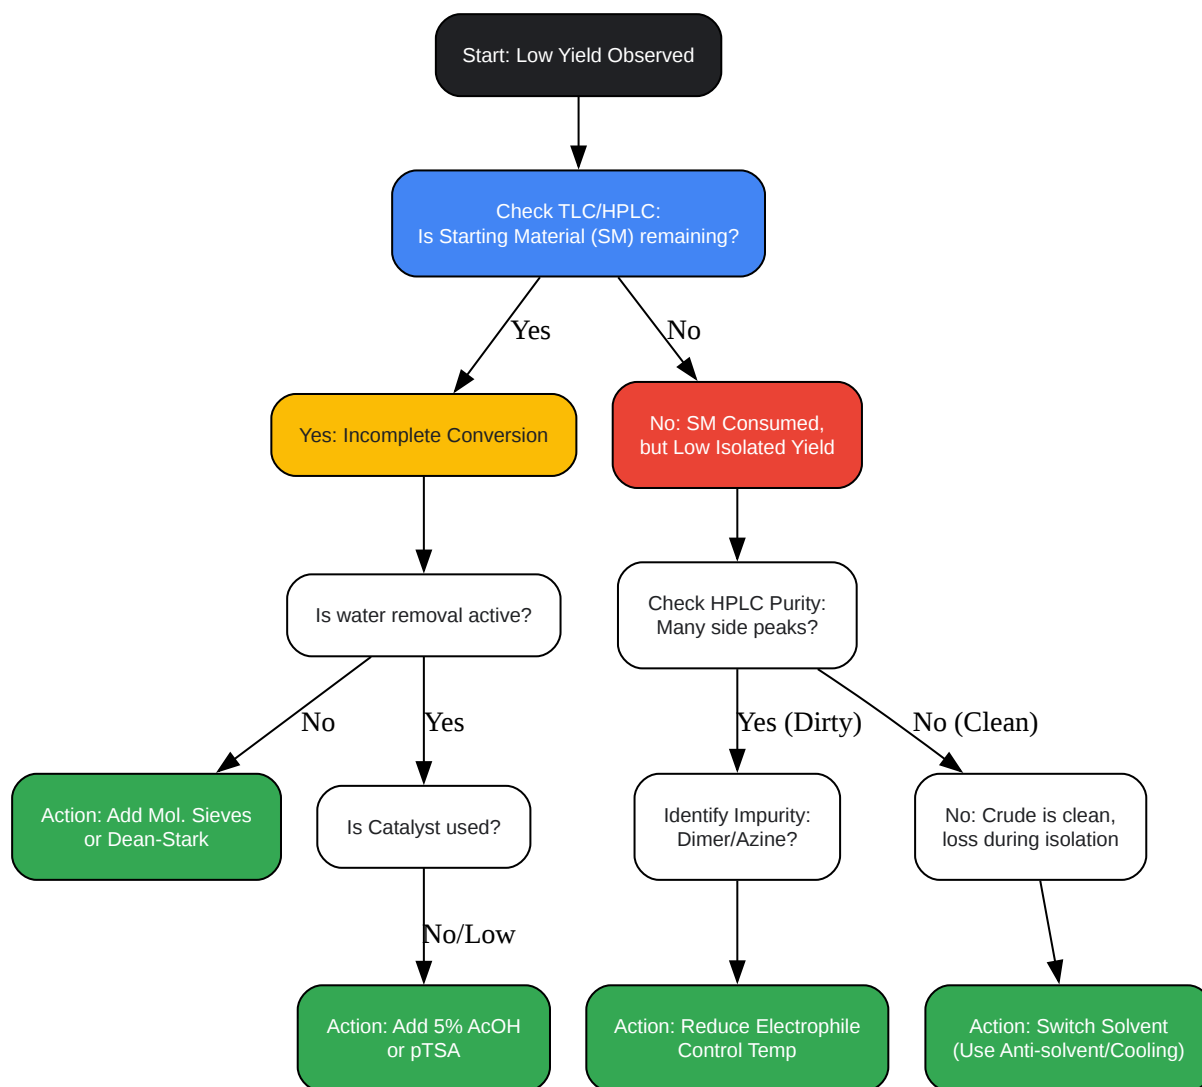 Start: Low Yield Observed
Check TLC/HPLC:
Is Starting Material (SM) remaining?
Yes
No
Yes: Incomplete Conversion
No: SM Consumed,
but Low Isolated Yield
Is water removal active?
Check HPLC Purity:
Many side peaks?
No
Yes
Yes (Dirty)
No (Clean)
Action: Add Mol. Sieves
or Dean-Stark
Is Catalyst used?
Identify Impurity:
Dimer/Azine?
No: Crude is clean,
loss during isolation
No/Low
Action: Add 5% AcOH
or pTSA
Action: Reduce Electrophile
Control Temp
Action: Switch Solvent
(Use Anti-solvent/Cooling)